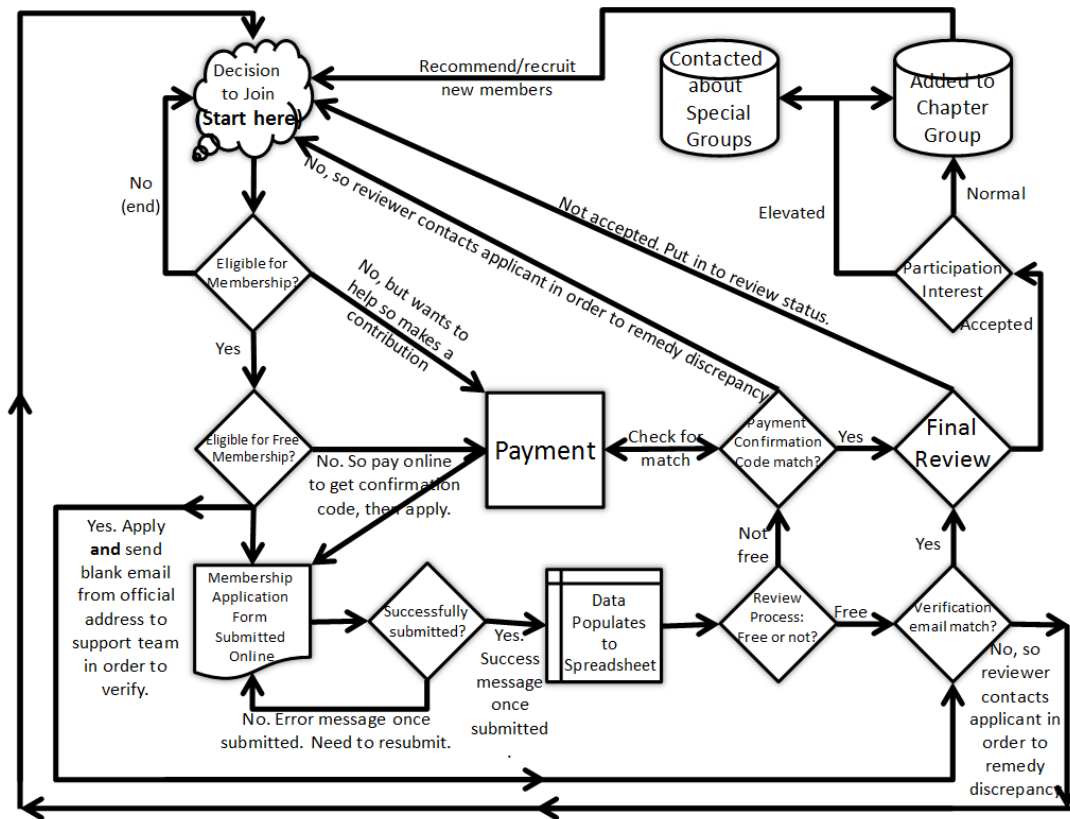 Decision
to Join
(Start here)
Recommend/recruit
new members
Contacted
about
Special
Groups
Added to
Chapter
Group
No
(end)
No, so reviewer contacts applicant in order to remedy discrepancy
Not accepted. Put in to review status.
Elevated
Normal
Eligible for
Membership?
No, but wants to
help so makes a
contribution
Participation
Interest
Accepted
Yes
Eligible for Free
Membership?
No. So pay online
to get confirmation
code, then apply.
Payment
Check for
match
Payment
Confirmation
Code match?
Yes
Final
Review
Yes. Apply
and send
blank email
from official
address to
support team
in order to
verify.
Not
free
Yes
Membership
Application
Form
Submitted
Online
Successfully
submitted?
Yes.
Success
message
once
submitted
.
Data
Populates
to
Spreadsheet
Review
Process:
Free or not?
Free
Verification
email match?
No, so
reviewer
contacts
applicant in
order to
remedy
discrepancy
No. Error message once
submitted. Need to resubmit.